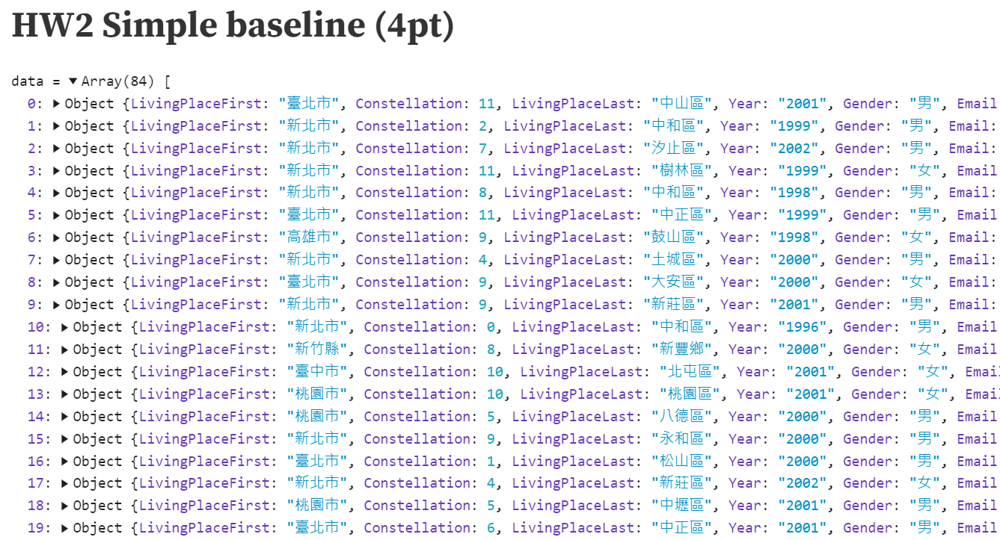 HW2 Simple baseline (4pt)
data = ▼Array(84) [
0: ▶Object {LivingPlaceFirst: "臺北市", Constellation: 11, LivingPlaceLast: "中山區", Year: "2001", Gender: "男", Email
1: ▶Object {LivingPlaceFirst: "新北市", Constellation: 2, LivingPlaceLast: "中和區", Year: "1999", Gender: "男", Email:
2: ▶Object {LivingPlaceFirst: "新北市", Constellation: 7, LivingPlaceLast: "汐止區", Year: "2002", Gender: "男", Email:
3: ▶Object {LivingPlaceFirst: "新北市", Constellation: 11, LivingPlaceLast: "樹林區", Year: "1999", Gender: "女", Email
4: ▶Object {LivingPlaceFirst: "新北市", Constellation: 8, LivingPlaceLast: "中和區", Year: "1998", Gender: "男", Email:
5: ▶Object {LivingPlaceFirst: "臺北市", Constellation: 11, LivingPlaceLast: "中正區", Year: "1999", Gender: "男", Email
6: ▶Object {LivingPlaceFirst: "高雄市", Constellation: 9, LivingPlaceLast: "鼓山區", Year: "1998", Gender: "女", Email:
7: ▶Object {LivingPlaceFirst: "新北市", Constellation: 4, LivingPlaceLast: "土城區", Year: "2000", Gender: "男", Email:
8: ▶Object {LivingPlaceFirst: "臺北市", Constellation: 9, LivingPlaceLast: "大安區", Year: "2000", Gender: "女", Email:
9: ▶Object {LivingPlaceFirst: "新北市", Constellation: 9, LivingPlaceLast: "新莊區", Year: "2001", Gender: "男", Email:
10: ▶Object {LivingPlaceFirst: "新北市", Constellation: 0, LivingPlaceLast: "中和區", Year: "1996", Gender: "男", Email
11: ▶Object {LivingPlaceFirst: "新竹縣", Constellation: 8, LivingPlaceLast: "新豐鄉", Year: "2000", Gender: "女", Email
12: ▶Object {LivingPlaceFirst: "臺中市", Constellation: 10, LivingPlaceLast: "北屯區", Year: "2001", Gender: "女", Emai
13: ▶Object {LivingPlaceFirst: "桃園市", Constellation: 10, LivingPlaceLast: "桃園區", Year: "2001", Gender: "女", Emai
14: ▶Object {LivingPlaceFirst: "桃園市", Constellation: 5, LivingPlaceLast: "八德區", Year: "2000", Gender: "男", Email
15: ▶Object {LivingPlaceFirst: "新北市", Constellation: 9, LivingPlaceLast: "永和區", Year: "2000", Gender: "男", Email
16: ▶Object {LivingPlaceFirst: "臺北市", Constellation: 1, LivingPlaceLast: "松山區", Year: "2000", Gender: "男", Email
17: ▶Object {LivingPlaceFirst: "新北市", Constellation: 4, LivingPlaceLast: "新莊區", Year: "2002", Gender: "女", Email
18: ▶Object {LivingPlaceFirst: "桃園市", Constellation: 5, LivingPlaceLast: "中壢區", Year: "2001", Gender: "男", Email
19: ▶Object {LivingPlaceFirst: "臺北市", Constellation: 6, LivingPlaceLast: "中正區", Year: "2001", Gender: "男", Email